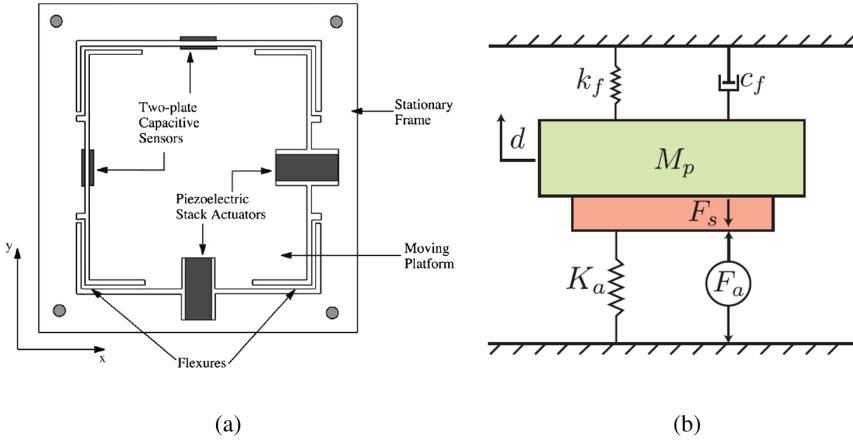 Two-plate
Capacitive
Sensors
Stationary
Frame
Piezoelectric
Stack Actuators
Moving
Platform
y
x
Flexures
(a)
k_f
c_f
d
M_p
F_s
K_a
F_a
(b)